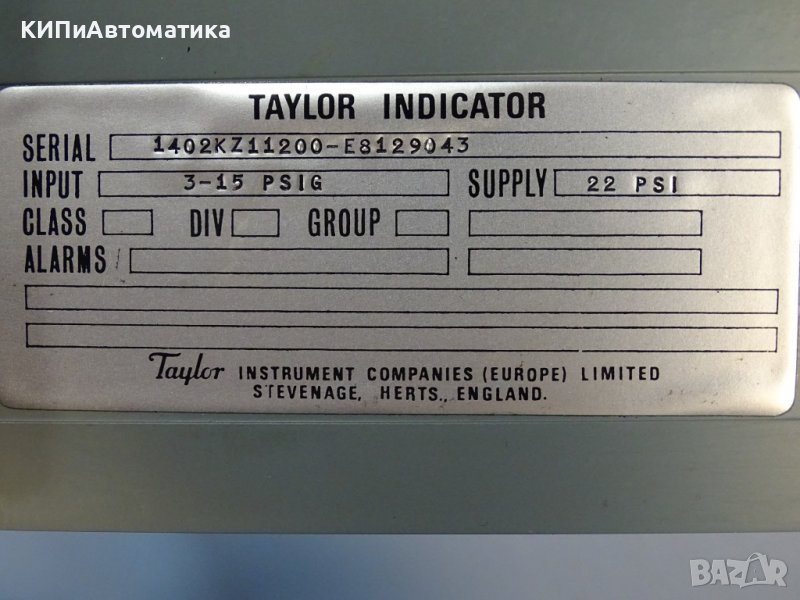 КИПиАвтоматика
TAYLOR INDICATOR
SERIAL 1402KZ11200-E8129043
INPUT 3-15 PSIG SUPPLY 22 PSI
CLASS DIV GROUP
ALARMS
Taylor INSTRUMENT COMPANIES (EUROPE) LIMITED
STEVENAGE, HERTS., ENGLAND.
BAZAR